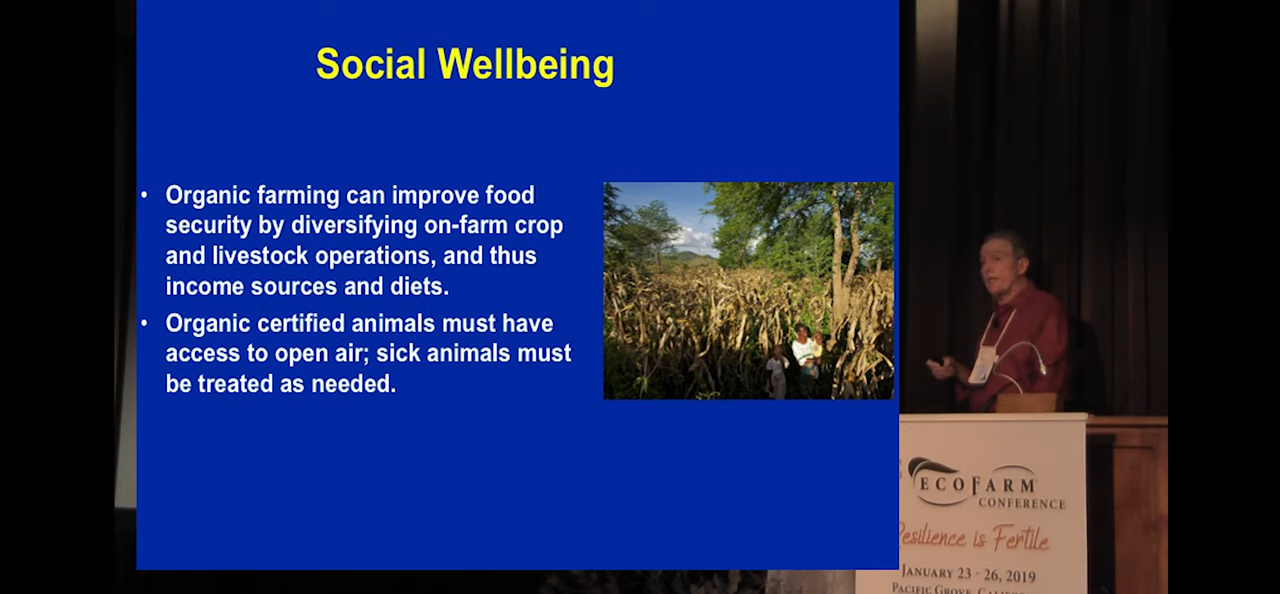 Social Wellbeing
• Organic farming can improve food
security by diversifying on-farm crop
and livestock operations, and thus
income sources and diets.
• Organic certified animals must have
access to open air; sick animals must
be treated as needed.
ECOFARM
CONFERENCE
Resilience is Fertile
JANUARY 23 - 26, 2019
PACIFIC GROVE,